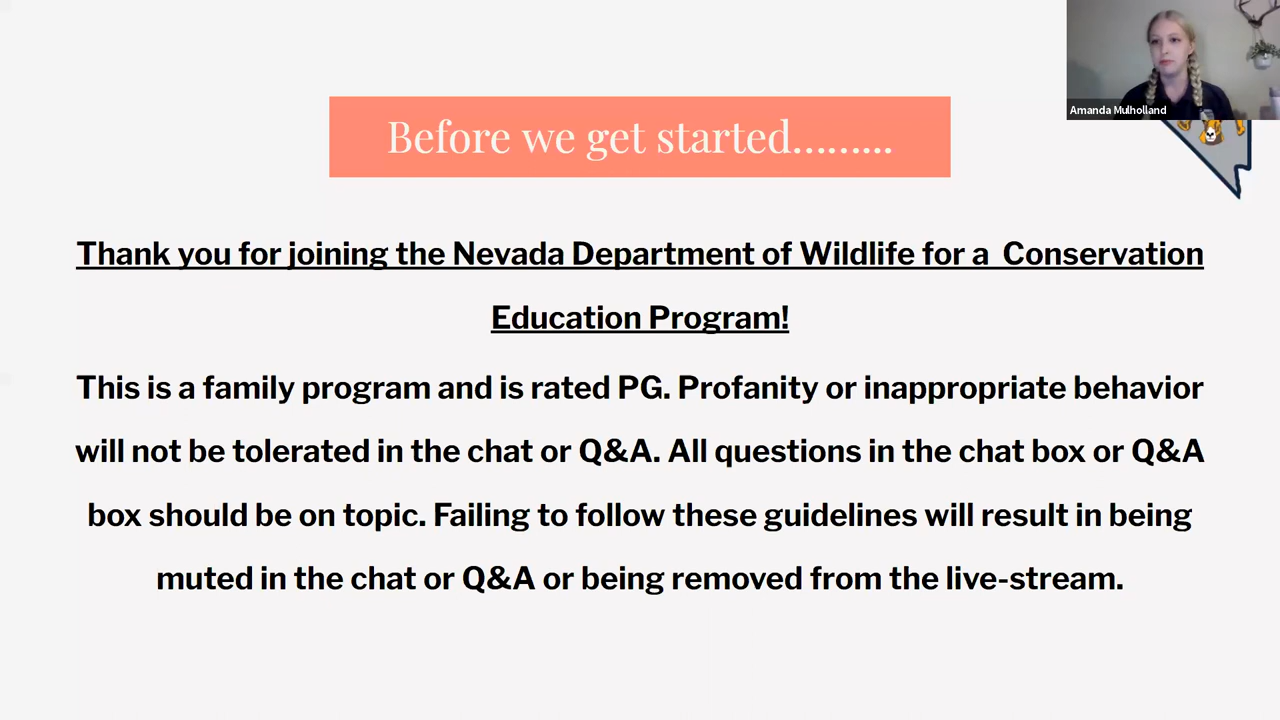 Amanda Mulholland
Before we get started.........
Thank you for joining the Nevada Department of Wildlife for a Conservation
Education Program!
This is a family program and is rated PG. Profanity or inappropriate behavior
will not be tolerated in the chat or Q&A. All questions in the chat box or Q&A
box should be on topic. Failing to follow these guidelines will result in being
muted in the chat or Q&A or being removed from the live-stream.